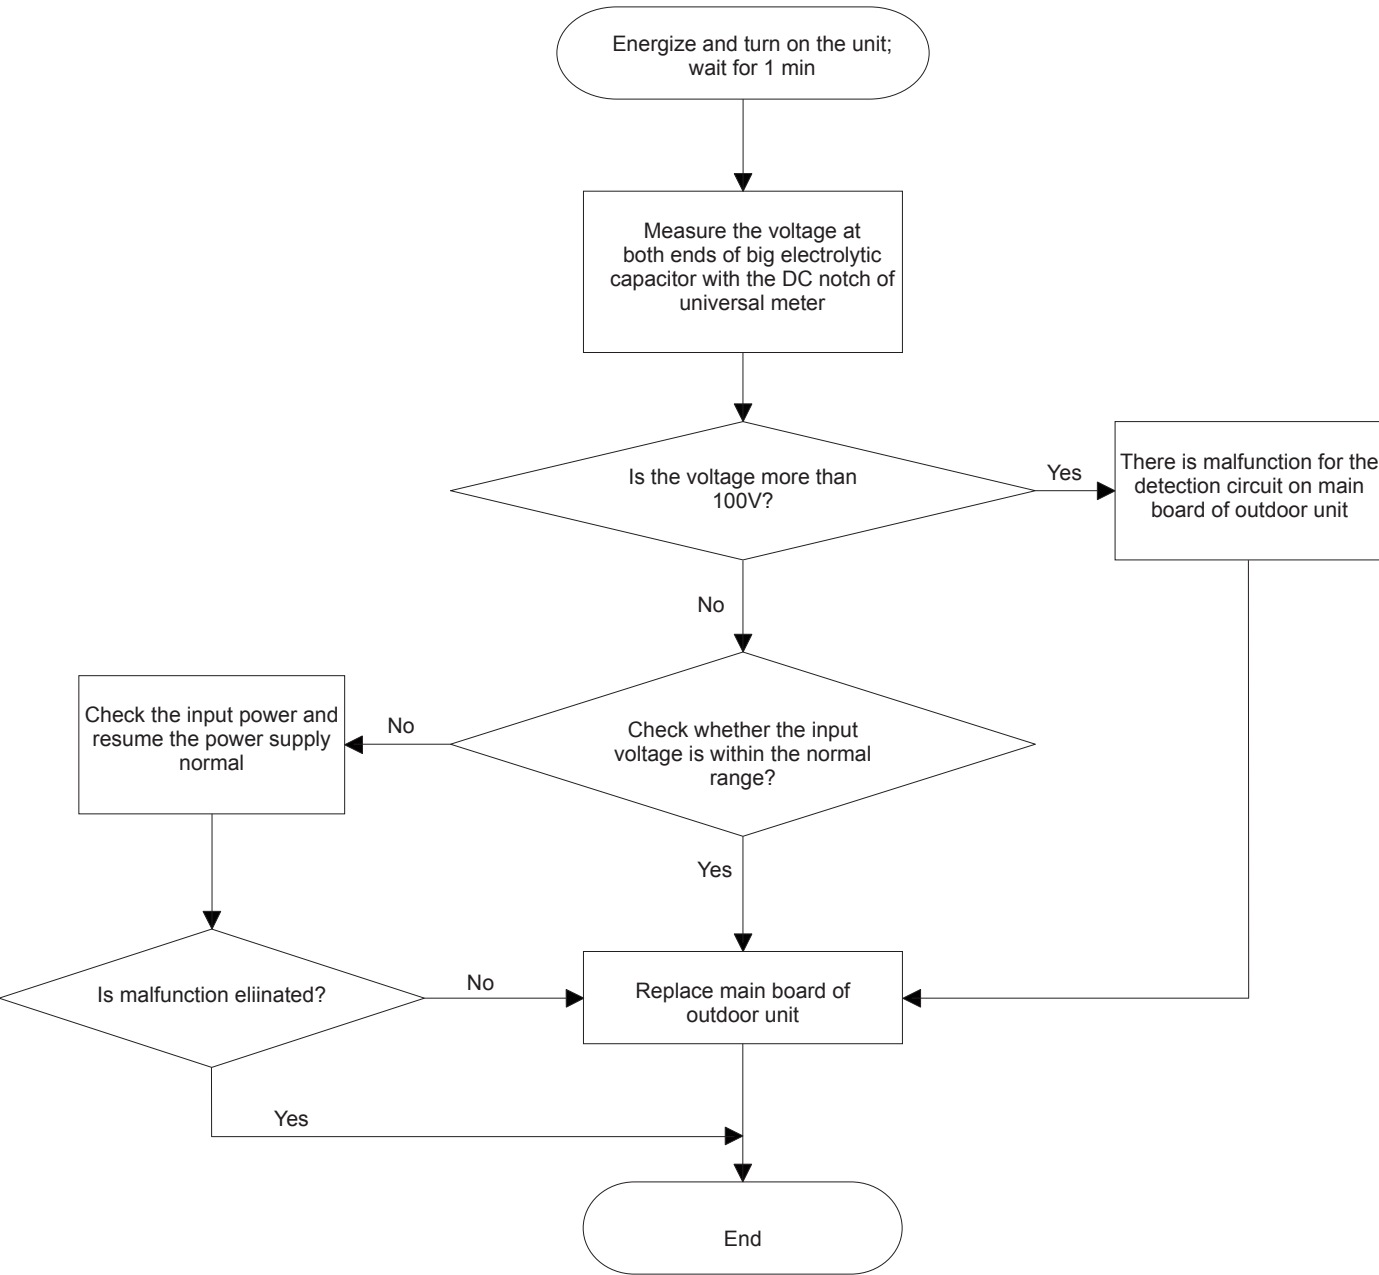 Energize and turn on the unit;
wait for 1 min
Measure the voltage at
both ends of big electrolytic
capacitor with the DC notch of
universal meter
Is the voltage more than
100V?
Yes
There is malfunction for the
detection circuit on main
board of outdoor unit
No
Check the input power and
resume the power supply
normal
No
Check whether the input
voltage is within the normal
range?
Yes
Is malfunction eliinated?
No
Replace main board of
outdoor unit
Yes
End